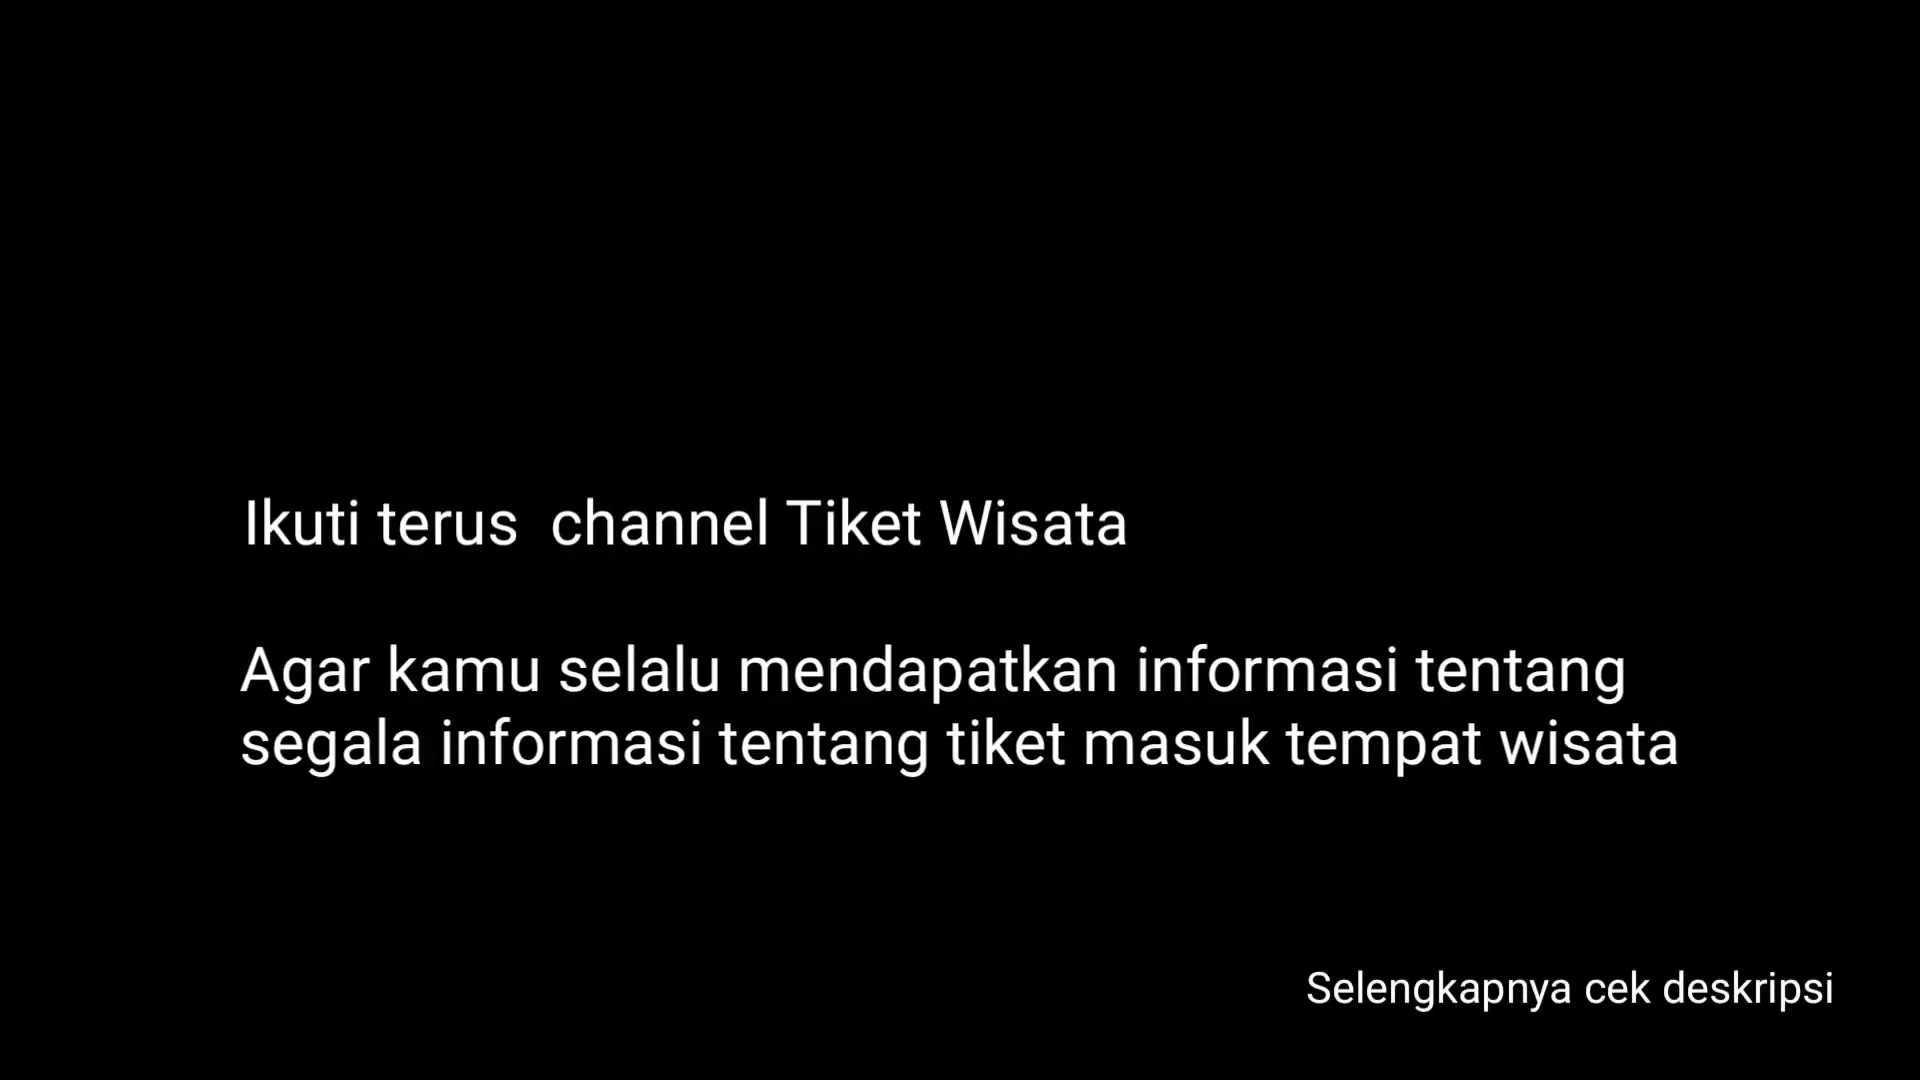 Ikuti terus  channel Tiket Wisata
Agar kamu selalu mendapatkan informasi tentang
segala informasi tentang tiket masuk tempat wisata
Selengkapnya cek deskripsi